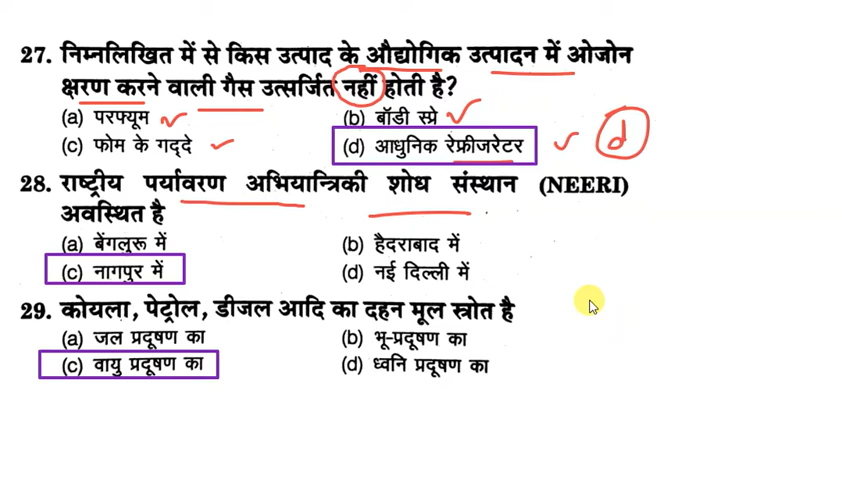 27. निम्नलिखित में से किस उत्पाद के औद्योगिक उत्पादन में ओजोन
क्षरण करने वाली गैस उत्सर्जित नहीं होती है?
(a) परफ्यूम (b) बॉडी स्प्रे
(c) फोम के गद्दे (d) आधुनिक रेफ्रीजरेटर d
28. राष्ट्रीय पर्यावरण अभियान्त्रिकी शोध संस्थान (NEERI)
अवस्थित है
(a) बेंगलुरू में (b) हैदराबाद में
(c) नागपुर में (d) नई दिल्ली में
29. कोयला, पेट्रोल, डीजल आदि का दहन मूल स्रोत है
(a) जल प्रदूषण का (b) भू-प्रदूषण का
(c) वायु प्रदूषण का (d) ध्वनि प्रदूषण का